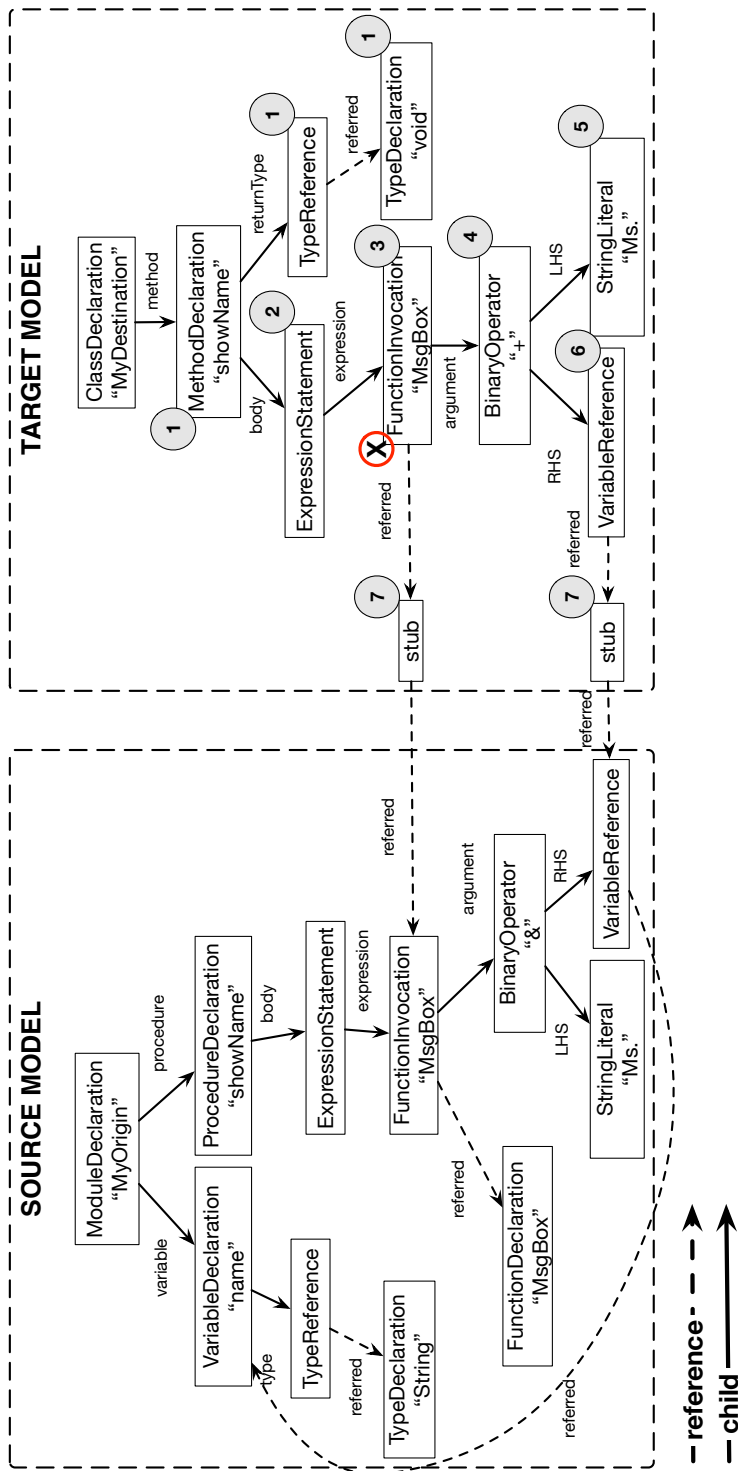 SOURCE MODEL
ModuleDeclaration
“MyOrigin”
variable
procedure
VariableDeclaration
“name”
ProcedureDeclaration
“showName”
type
body
TypeReference
ExpressionStatement
referred
expression
TypeDeclaration
“String”
FunctionInvocation
“MsgBox”
referred
referred
argument
FunctionDeclaration
“MsgBox”
BinaryOperator
“&”
referred
LHS
RHS
StringLiteral
“Ms.”
VariableReference
referred
TARGET MODEL
ClassDeclaration
“MyDestination”
method
1
MethodDeclaration
“showName”
body
returnType
2
ExpressionStatement
1
TypeReference
expression
referred
7
stub
referred
X
3
FunctionInvocation
“MsgBox”
1
TypeDeclaration
“void”
argument
4
BinaryOperator
“+”
RHS
LHS
7
stub
referred
6
VariableReference
5
StringLiteral
“Ms.
reference
child